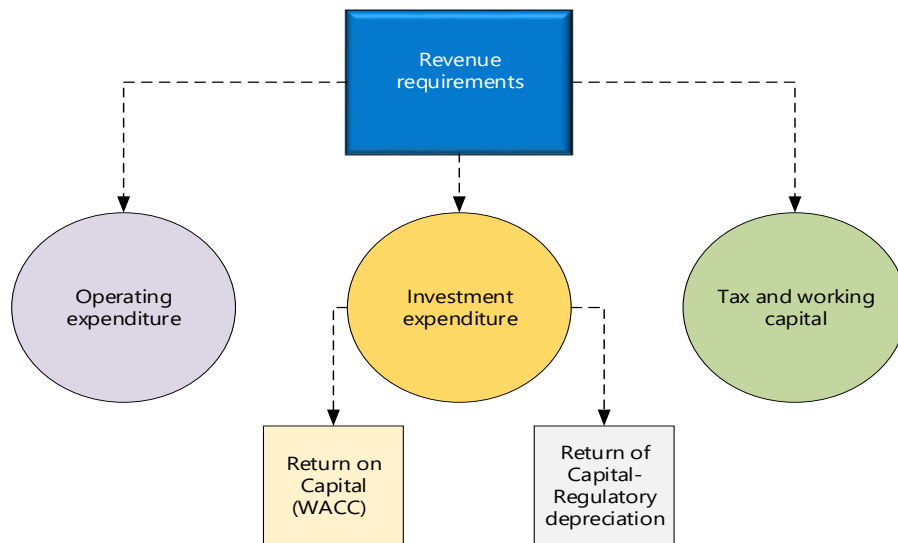 Revenue
requirements
Operating
expenditure
Investment
expenditure
Tax and working
capital
Return on
Capital
(WACC)
Return of
Capital-
Regulatory
depreciation